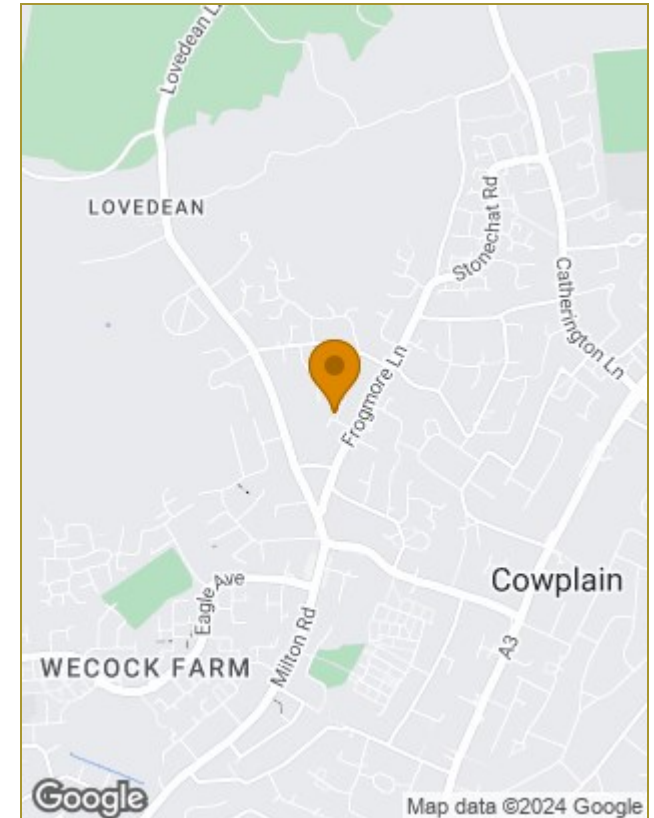 Lovedean L
LOVEDEAN
Stonechat Rd
Catherington Ln
Frogmore Ln
Cowplain
Eagle Ave
Milton Rd
A3
WECOCK FARM
Google
Map data ©2024 Google